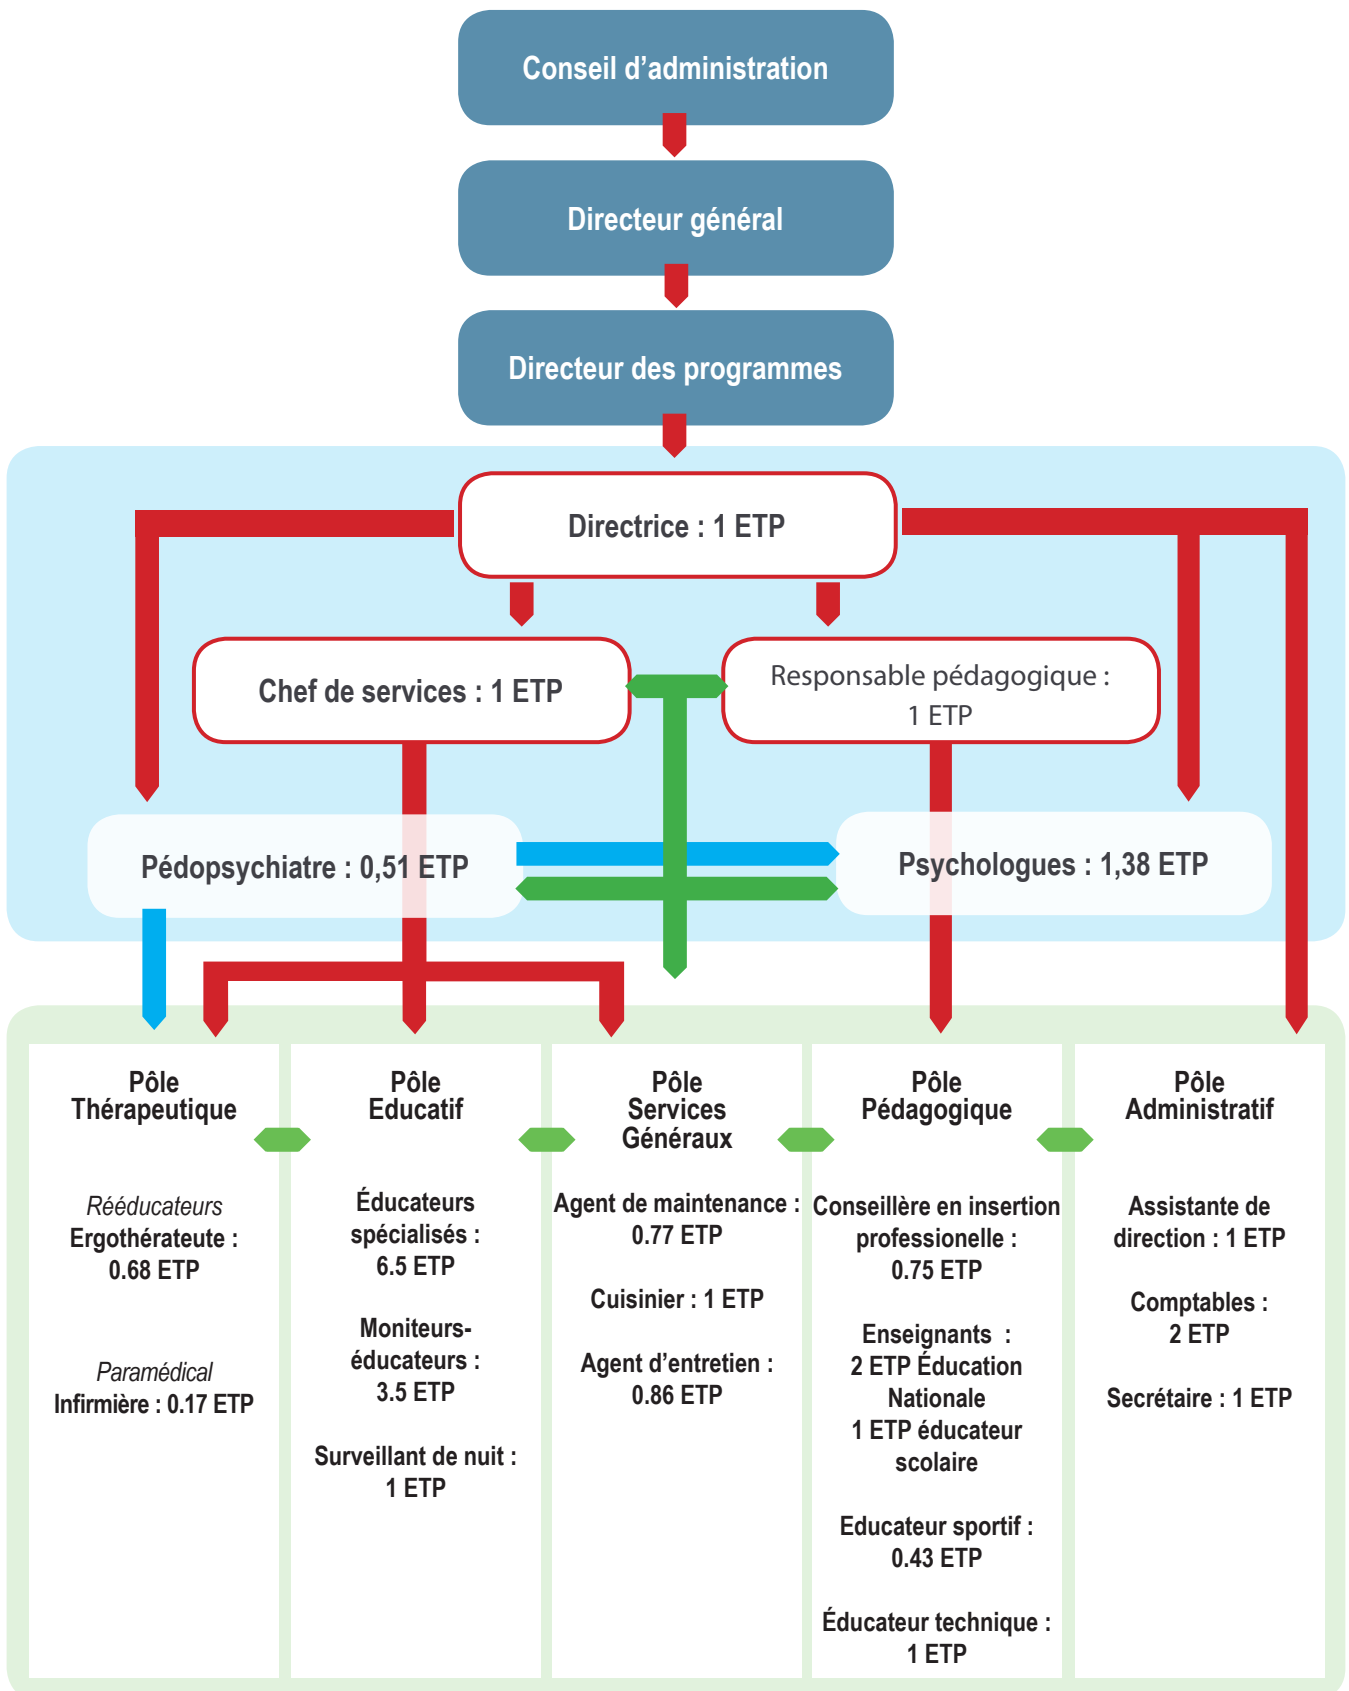 Conseil d’administration
Directeur général
Directeur des programmes
Directrice : 1 ETP
Chef de services : 1 ETP
Responsable pédagogique :
1 ETP
Pédopsychiatre : 0,51 ETP
Psychologues : 1,38 ETP
Pôle
Thérapeutique
Rééducateurs
Ergothérateute :
0.68 ETP
Paramédical
Infirmière : 0.17 ETP
Pôle
Educatif
Éducateurs
spécialisés :
6.5 ETP
Moniteurs-
éducateurs :
3.5 ETP
Surveillant de nuit :
1 ETP
Pôle
Services
Généraux
Agent de maintenance :
0.77 ETP
Cuisinier : 1 ETP
Agent d’entretien :
0.86 ETP
Pôle
Pédagogique
Conseillère en insertion
professionelle :
0.75 ETP
Enseignants  :
2 ETP Éducation
Nationale
1 ETP éducateur
scolaire
Educateur sportif :
0.43 ETP
Éducateur technique :
1 ETP
Pôle
Administratif
Assistante de
direction : 1 ETP
Comptables :
2 ETP
Secrétaire : 1 ETP